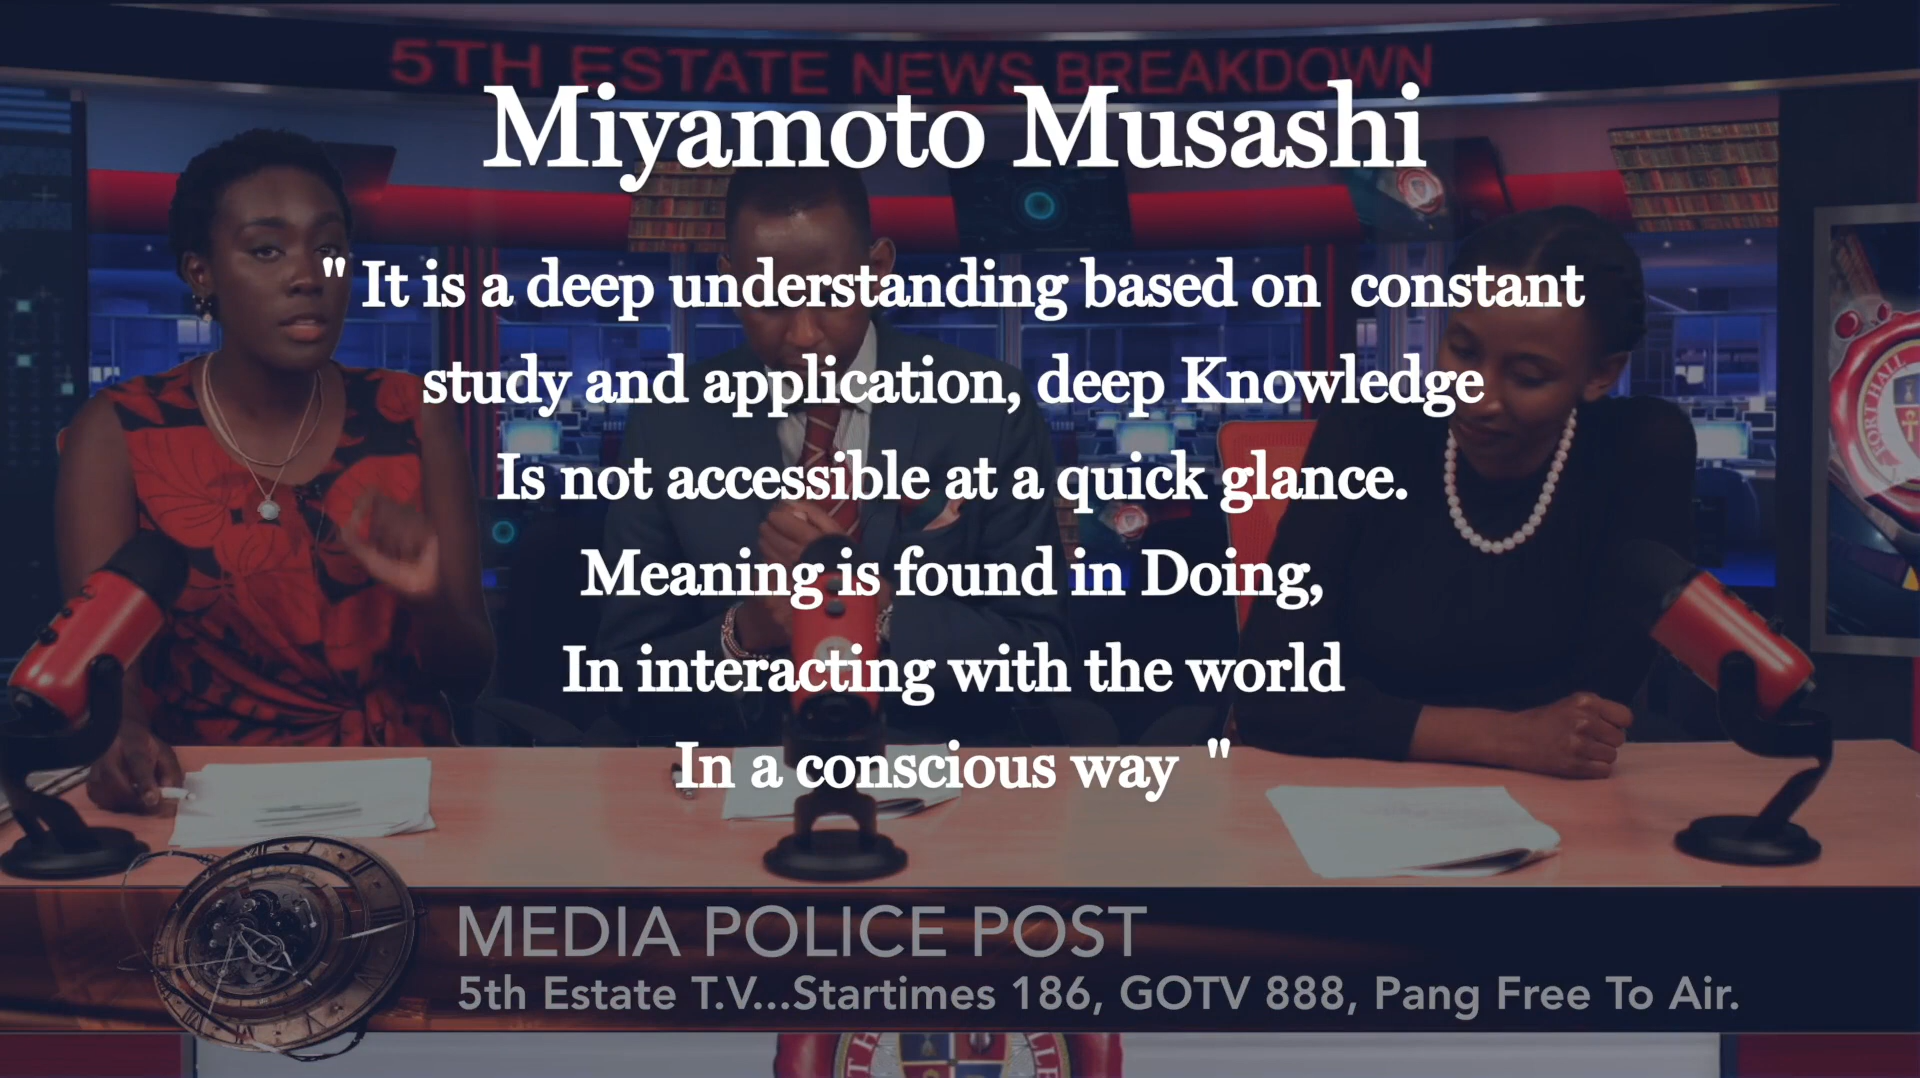 5TH ESTATE NEWS BREAKDOWN
Miyamoto Musashi
" It is a deep understanding based on  constant
study and application, deep Knowledge
Is not accessible at a quick glance.
Meaning is found in Doing,
In interacting with the world
In a conscious way  "
MEDIA POLICE POST
5th Estate T.V...Startimes 186, GOTV 888, Pang Free To Air.